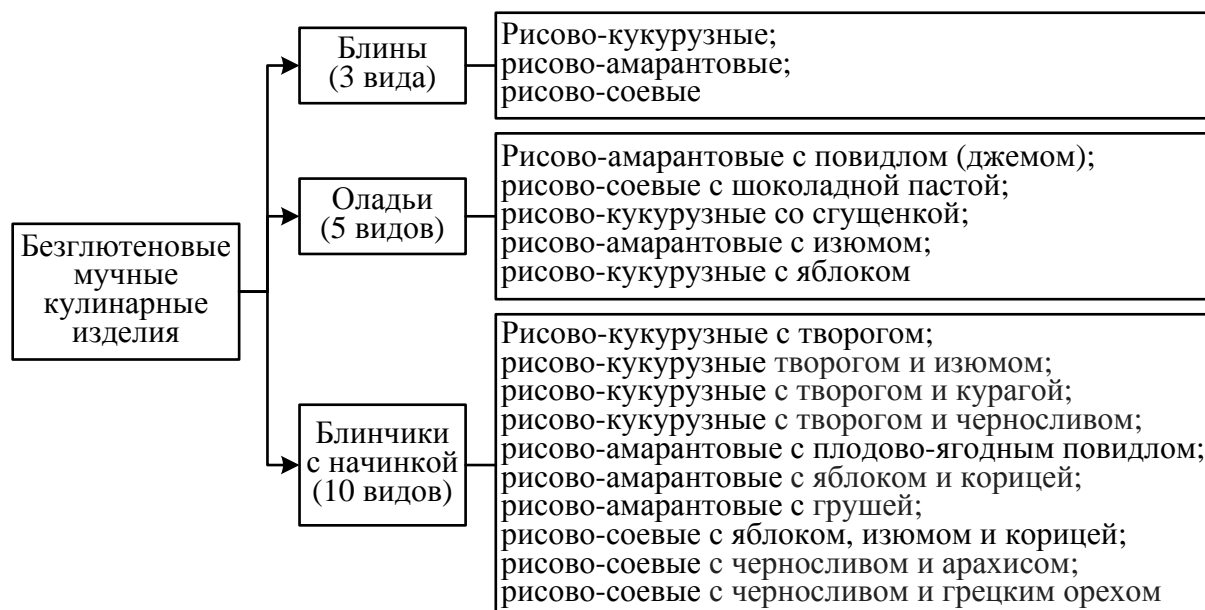 Безглютеновые
мучные
кулинарные
изделия
Блины
(3 вида)
Рисово-кукурузные;
рисово-амарантовые;
рисово-соевые
Оладьи
(5 видов)
Рисово-амарантовые с повидлом (джемом);
рисово-соевые с шоколадной пастой;
рисово-кукурузные со сгущенкой;
рисово-амарантовые с изюмом;
рисово-кукурузные с яблоком
Блинчики
с начинкой
(10 видов)
Рисово-кукурузные с творогом;
рисово-кукурузные творогом и изюмом;
рисово-кукурузные с творогом и курагой;
рисово-кукурузные с творогом и черносливом;
рисово-амарантовые с плодово-ягодным повидлом;
рисово-амарантовые с яблоком и корицей;
рисово-амарантовые с грушей;
рисово-соевые с яблоком, изюмом и корицей;
рисово-соевые с черносливом и арахисом;
рисово-соевые с черносливом и грецким орехом